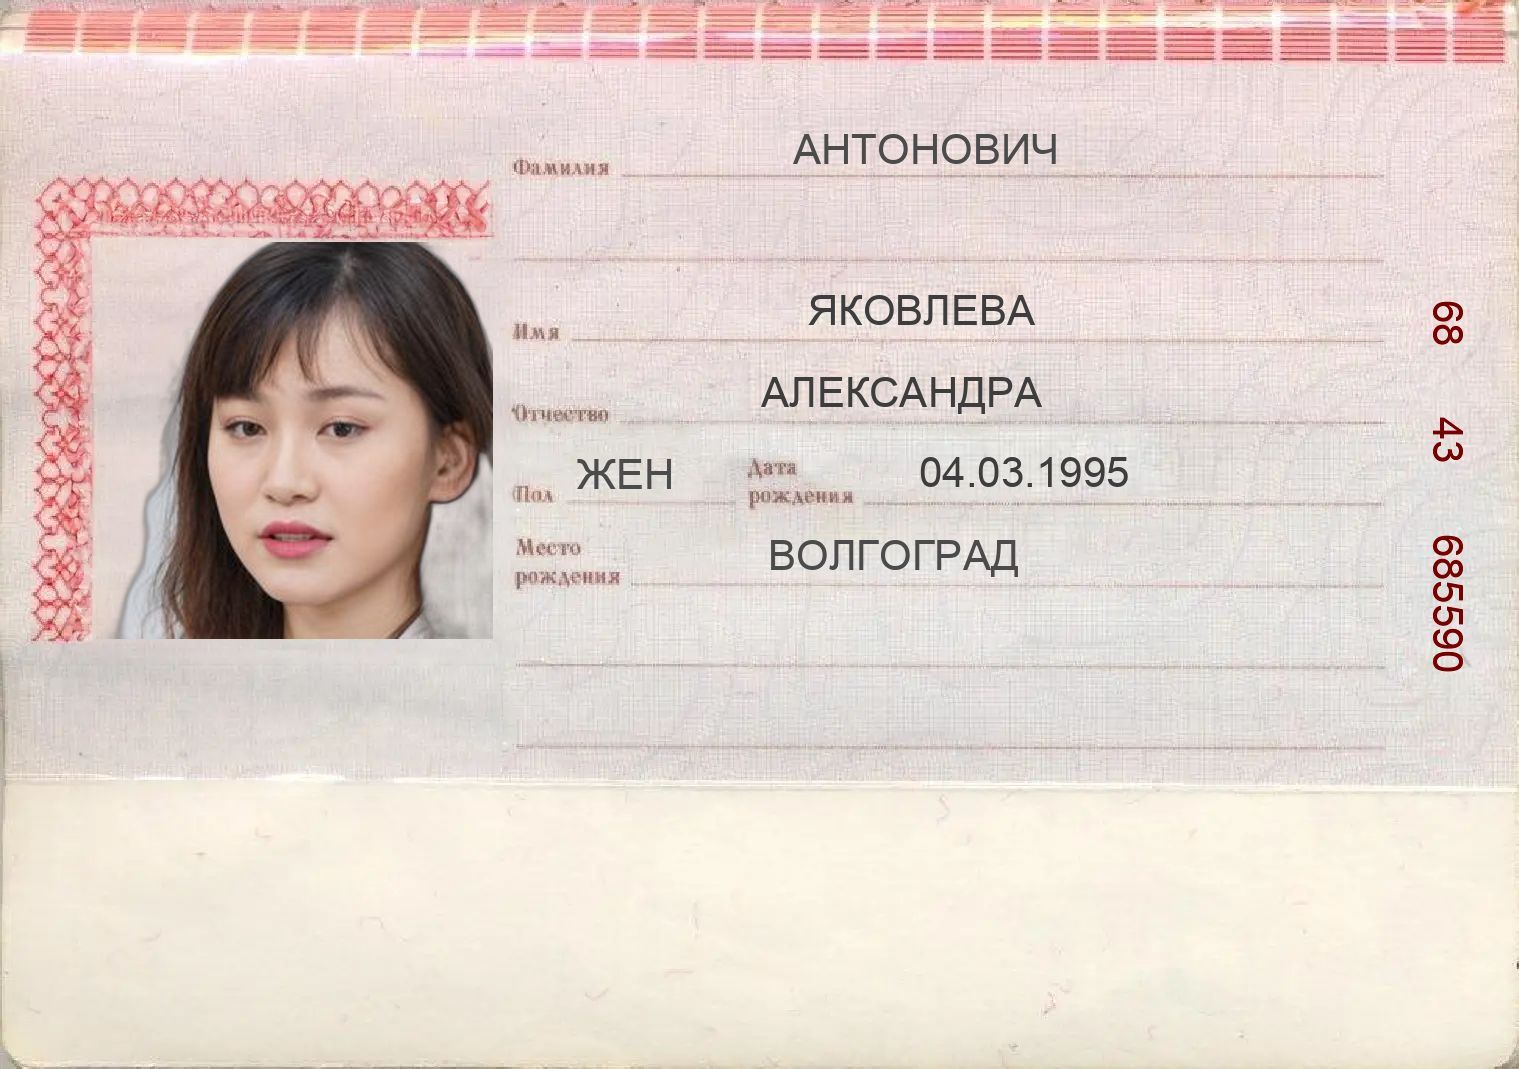 Фамилия АНТОНОВИЧ
Имя ЯКОВЛЕВА
Отчество АЛЕКСАНДРА
Пол ЖЕН Дата рождения 04.03.1995
Место рождения ВОЛГОГРАД
68 43 685590